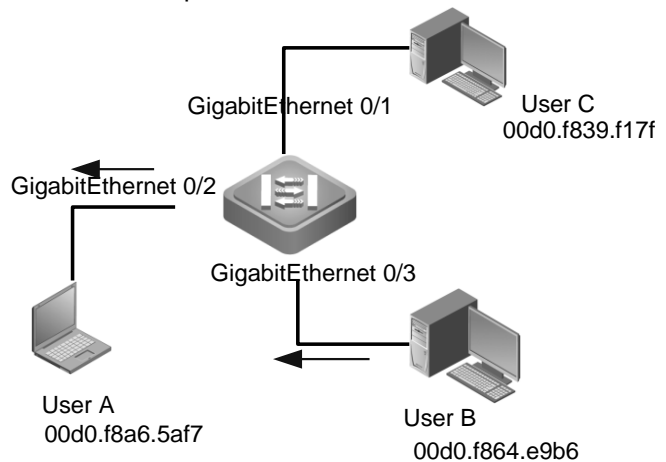 GigabitEthernet 0/1
User C
00d0.f839.f17f
GigabitEthernet 0/2
GigabitEthernet 0/3
User A
00d0.f8a6.5af7
User B
00d0.f864.e9b6